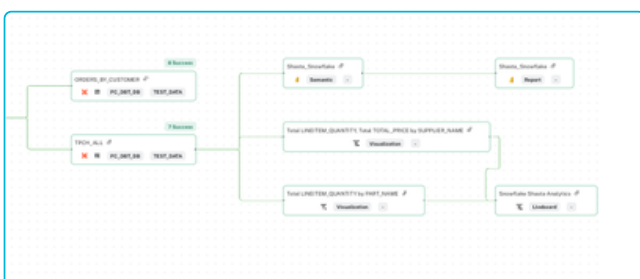 8 Success
ORDERS_BY_CUSTOMER
PC_DBT_DB TEST_DATA
7 Success
TPCH_ALL
PC_DBT_DB TEST_DATA
Shasta_Snowflake
Semantic -
Shasta_Snowflake
Report -
Total LINEITEM_QUANTITY, Total TOTAL_PRICE by SUPPLIER_NAME
Visualization -
Total LINEITEM_QUANTITY by PART_NAME
Visualization -
Snowflake Shasta Analytics
Liveboard -